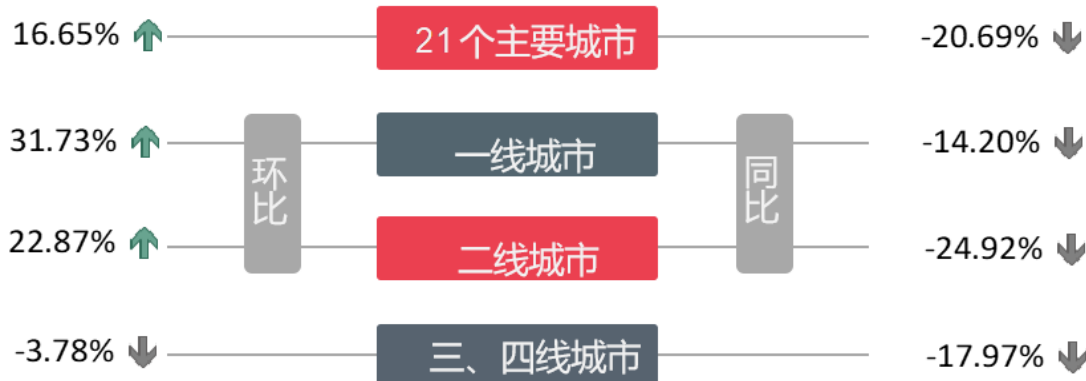 16.65% 21个主要城市 -20.69%
31.73% 一线城市 -14.20%
环比 同比
22.87% 二线城市 -24.92%
-3.78% 三、四线城市 -17.97%